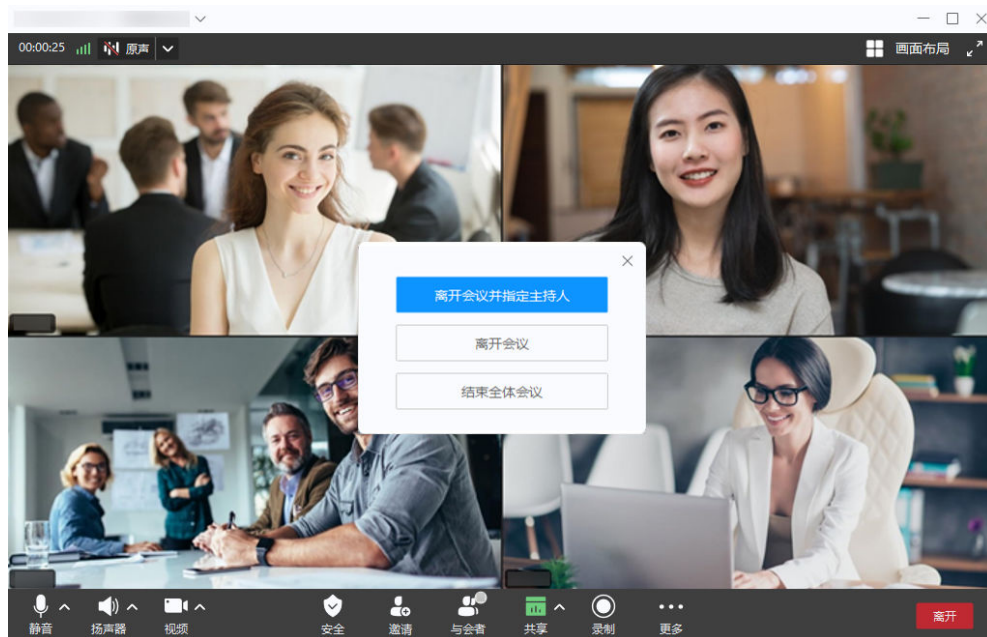 00:00:25 原声 画面布局
离开会议并指定主持人
离开会议
结束全体会议
静音 扬声器 视频 安全 邀请 与会者 共享 录制 更多 离开